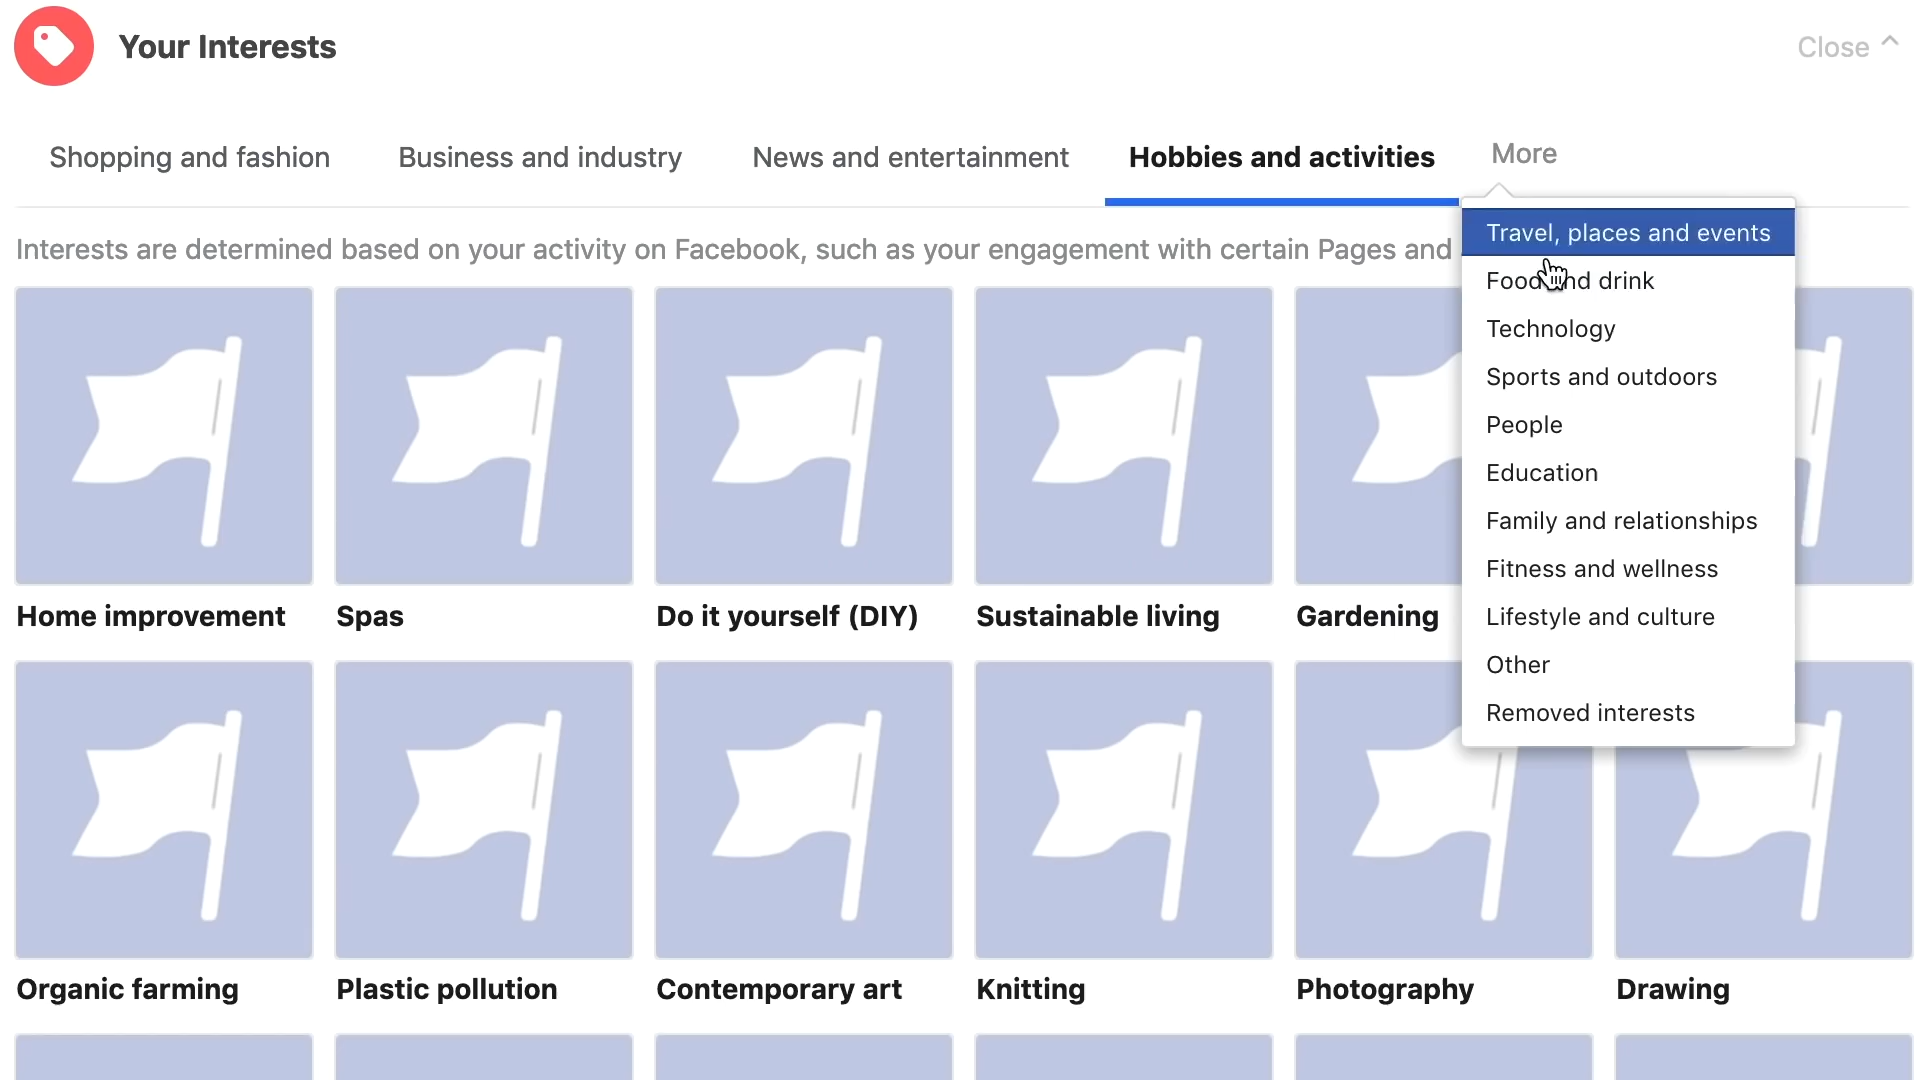 Your Interests
Close
Shopping and fashion
Business and industry
News and entertainment
Hobbies and activities
More
Interests are determined based on your activity on Facebook, such as your engagement with certain Pages and
Travel, places and events
Food and drink
Technology
Sports and outdoors
People
Education
Family and relationships
Fitness and wellness
Lifestyle and culture
Other
Removed interests
Home improvement
Spas
Do it yourself (DIY)
Sustainable living
Gardening
Organic farming
Plastic pollution
Contemporary art
Knitting
Photography
Drawing